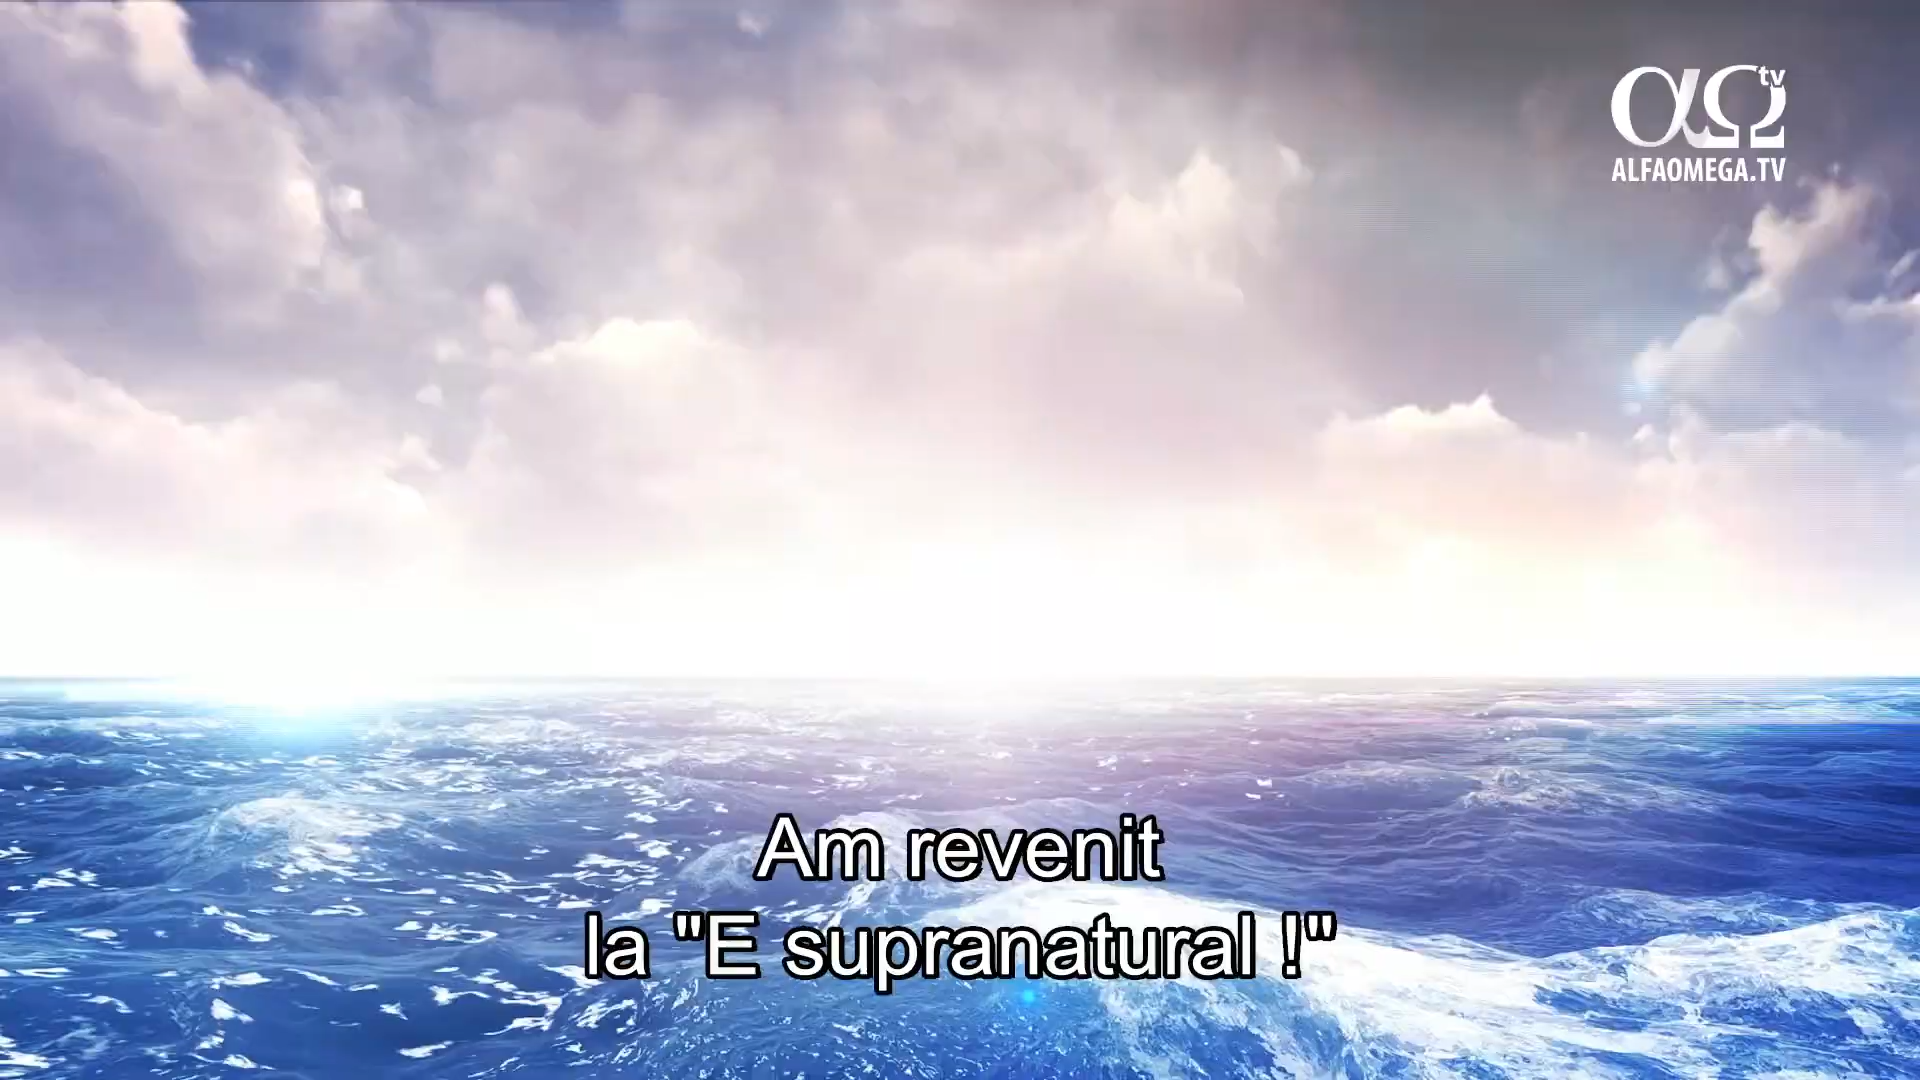 αΩ tv
ALFAOMEGA.TV
Am revenit
la "E supranatural !"